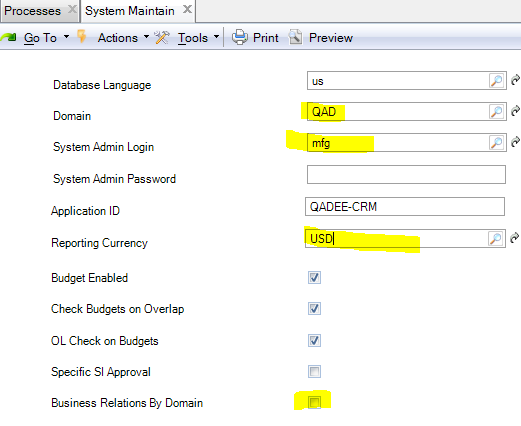 Processes System Maintain
Go To Actions Tools Print Preview
Database Language us
Domain QAD
System Admin Login mfg
System Admin Password
Application ID QADEE-CRM
Reporting Currency USD
Budget Enabled
Check Budgets on Overlap
OL Check on Budgets
Specific SI Approval
Business Relations By Domain